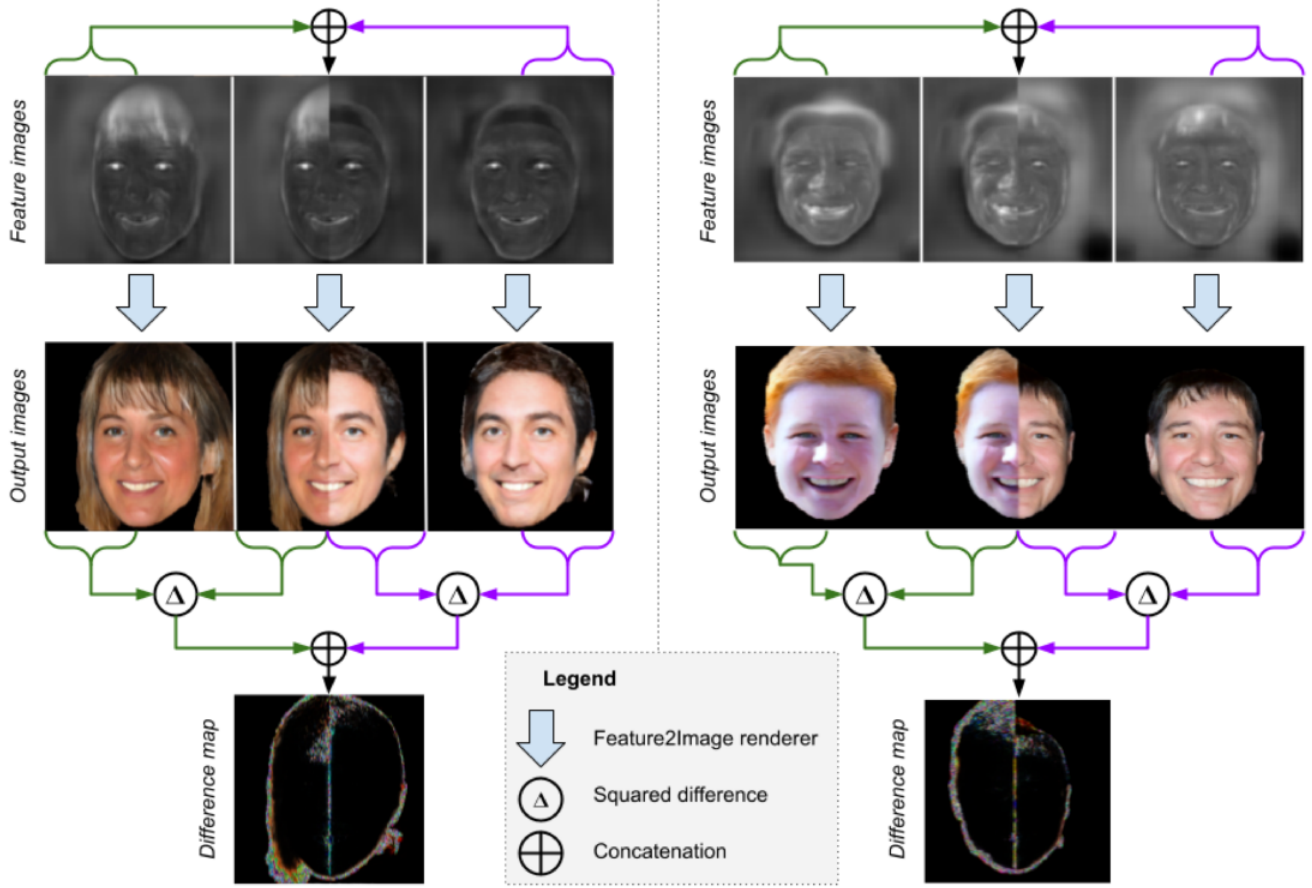 Feature images
Feature images
Output images
Output images
Δ
Δ
Δ
Δ
Difference map
Difference map
Legend
Feature2Image renderer
Δ
Squared difference
Concatenation